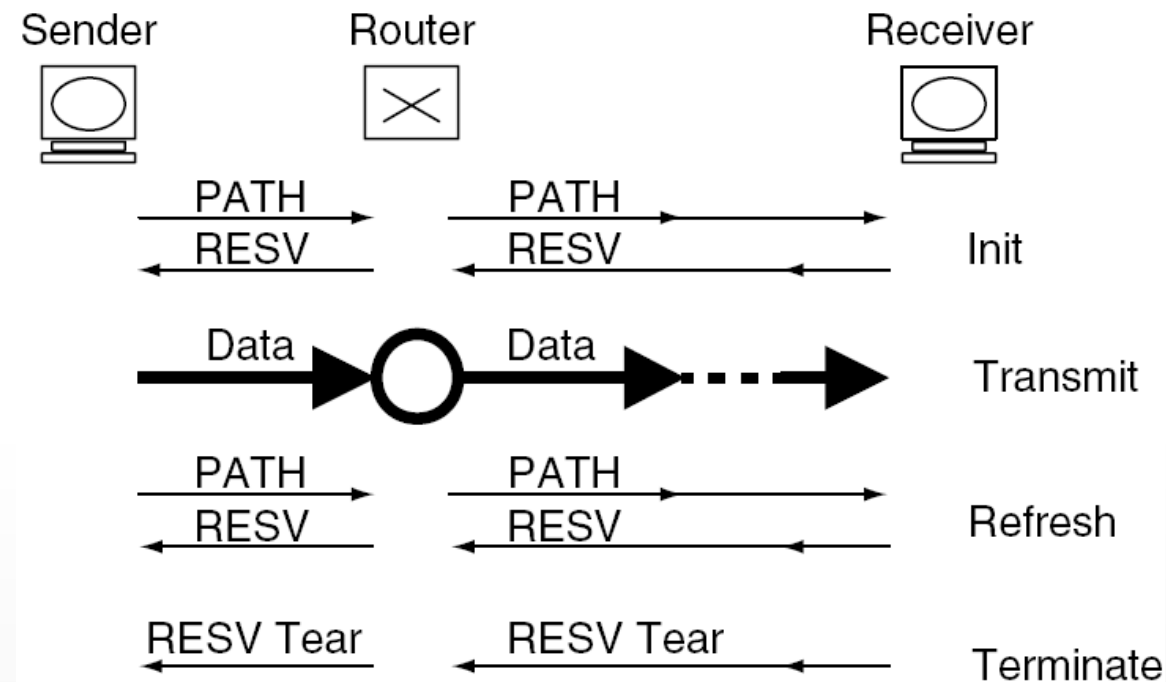 Sender Router Receiver
PATH PATH
RESV RESV Init
Data Data Transmit
PATH PATH
RESV RESV Refresh
RESV Tear RESV Tear Terminate